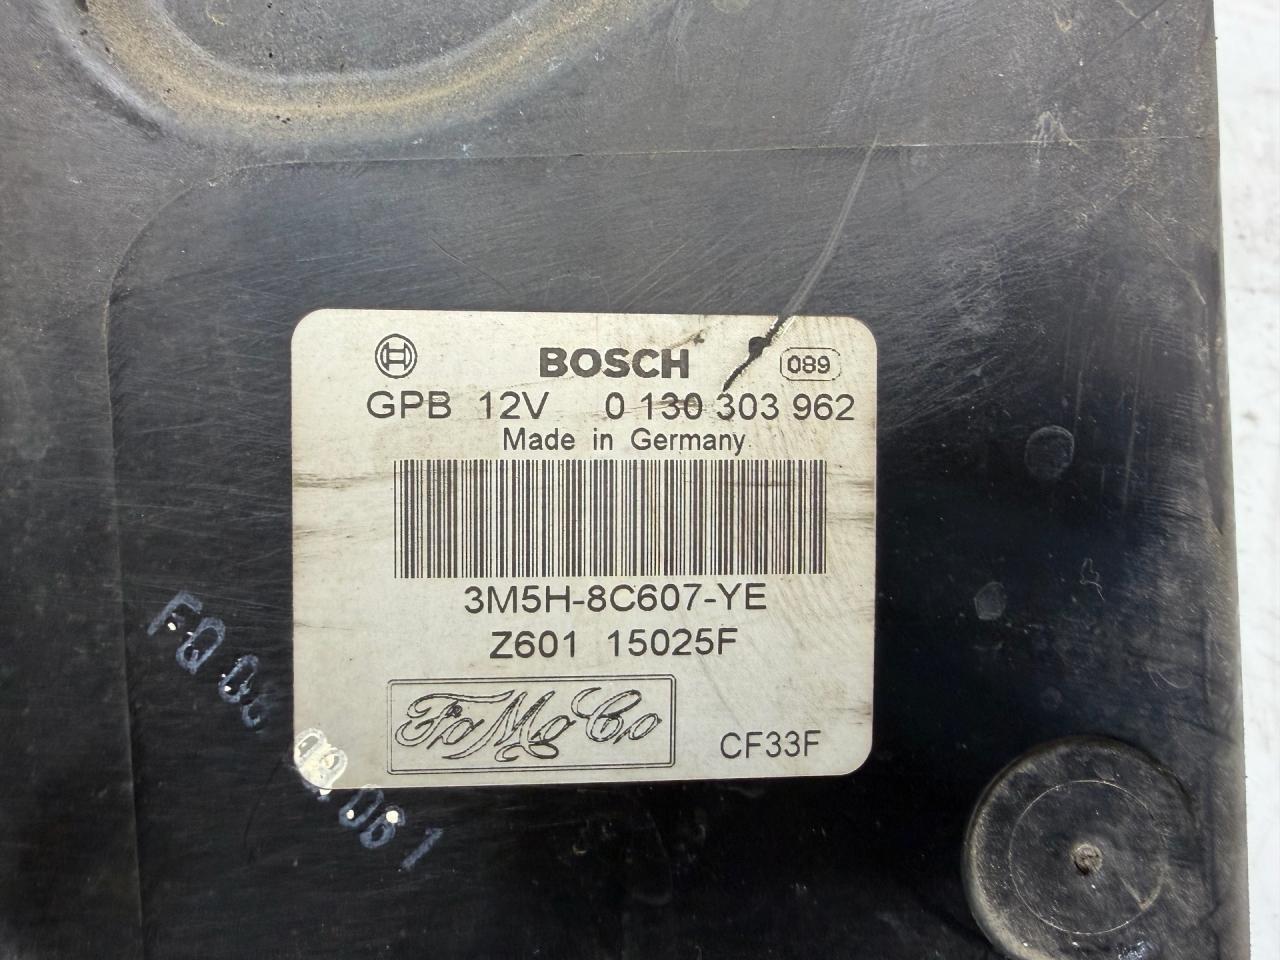 BOSCH 089
GPB 12V 0 130 303 962
Made in Germany
3M5H-8C607-YE
Z601 15025F
FoMoCo
CF33F